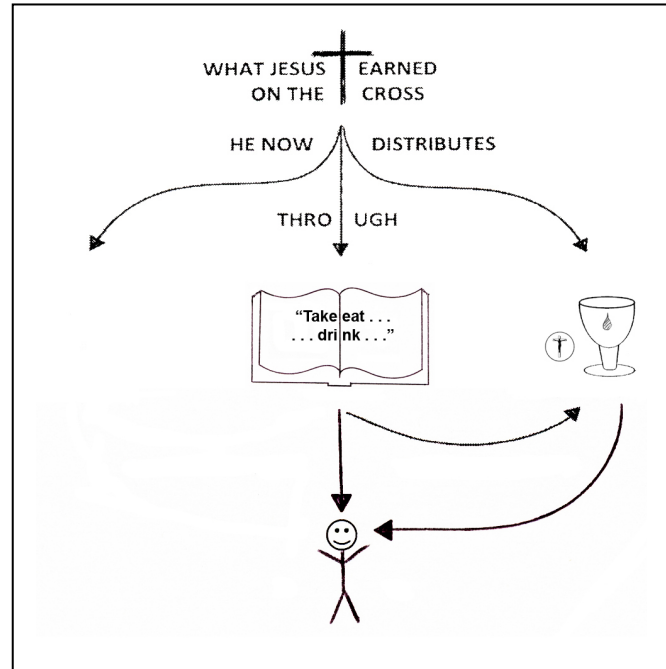 WHAT JESUS EARNED
ON THE CROSS
HE NOW DISTRIBUTES
THROUGH
“Take eat . . .
. . . drink . . .”